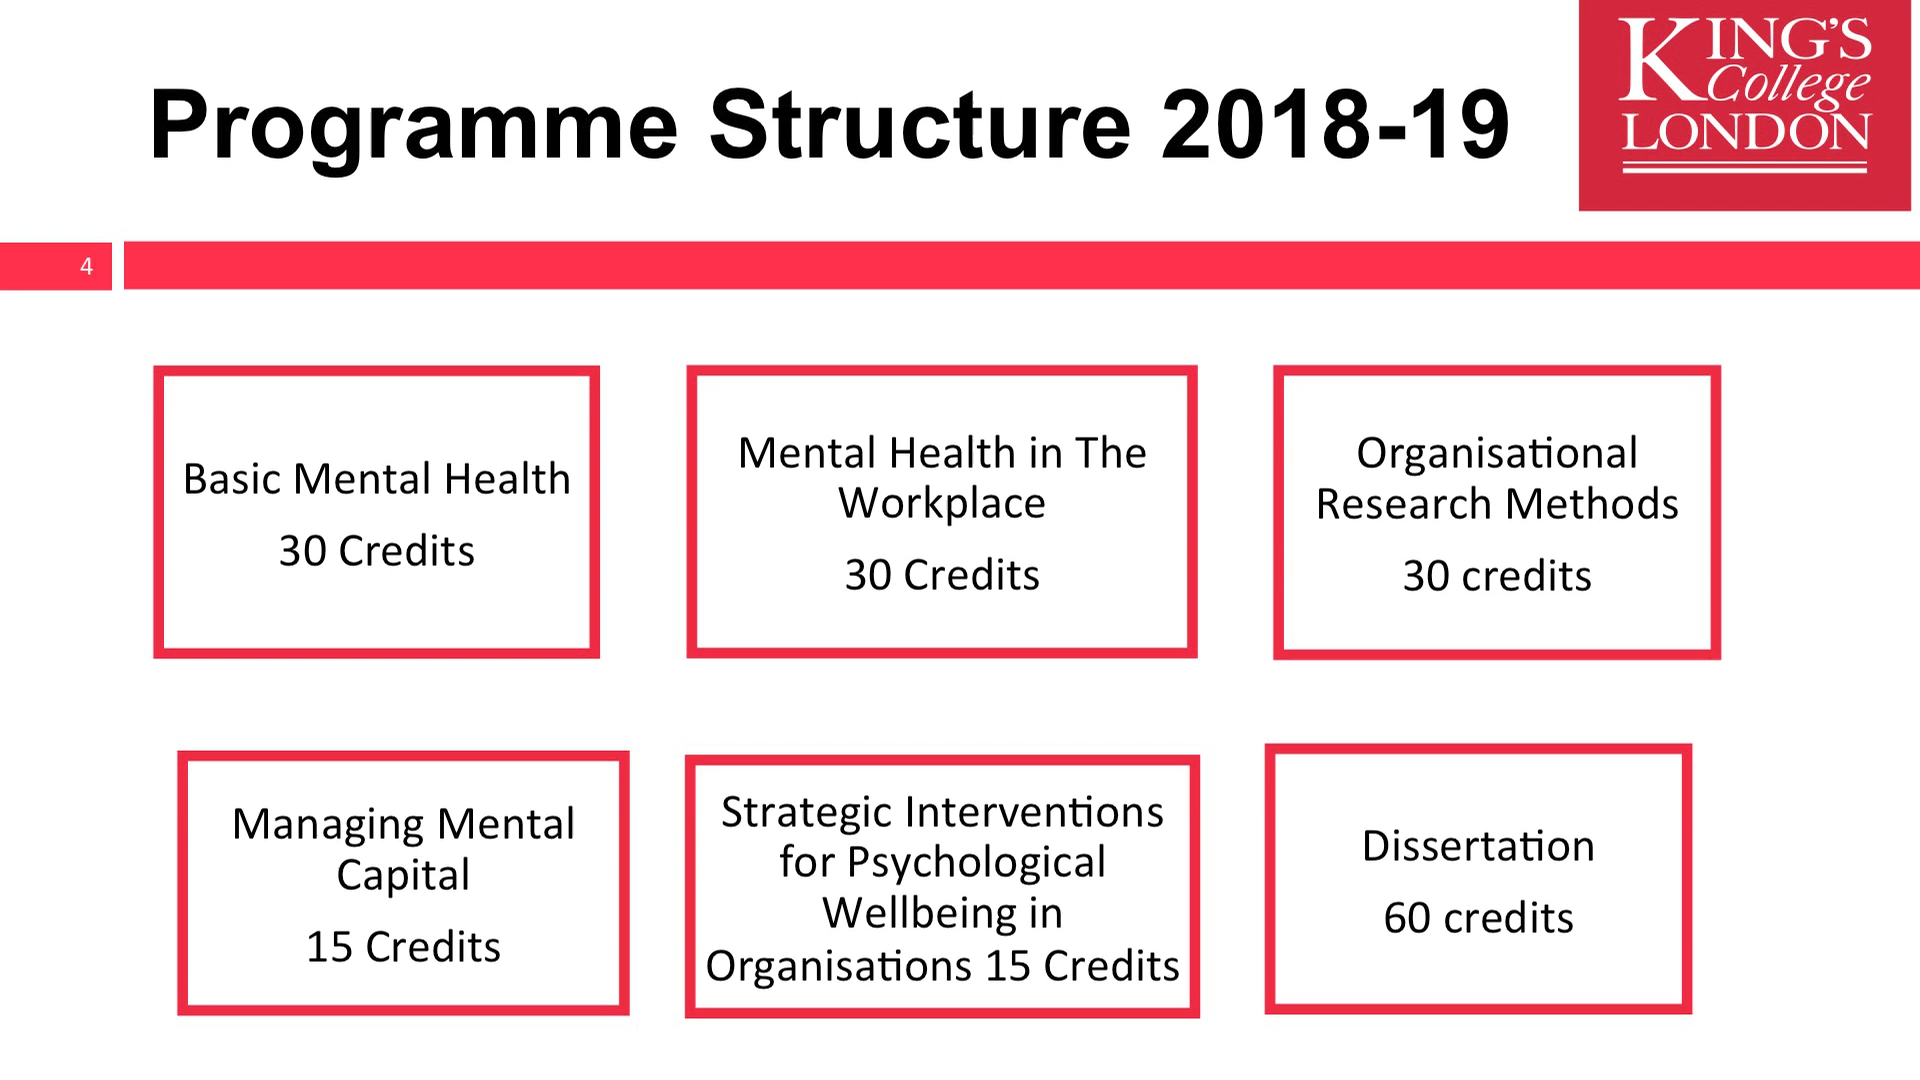 Programme Structure 2018-19
KING'S
College
LONDON
4
Basic Mental Health
30 Credits
Mental Health in The
Workplace
30 Credits
Organisational
Research Methods
30 credits
Managing Mental
Capital
15 Credits
Strategic Interventions
for Psychological
Wellbeing in
Organisations 15 Credits
Dissertation
60 credits